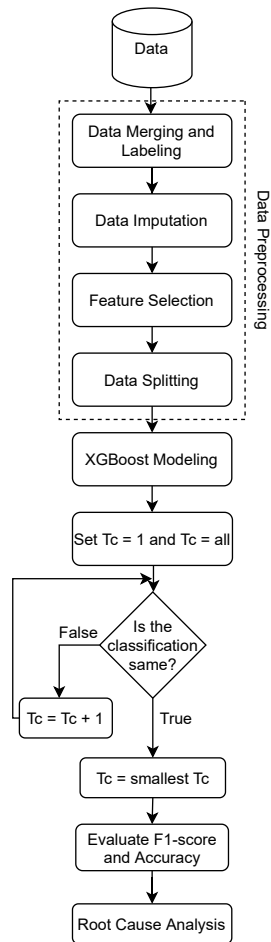 Data
Data Merging and
Labeling
Data Imputation
Feature Selection
Data Splitting
Data Preprocessing
XGBoost Modeling
Set Tc = 1 and Tc = all
Is the
classification
same?
False
Tc = Tc + 1
True
Tc = smallest Tc
Evaluate F1-score
and Accuracy
Root Cause Analysis